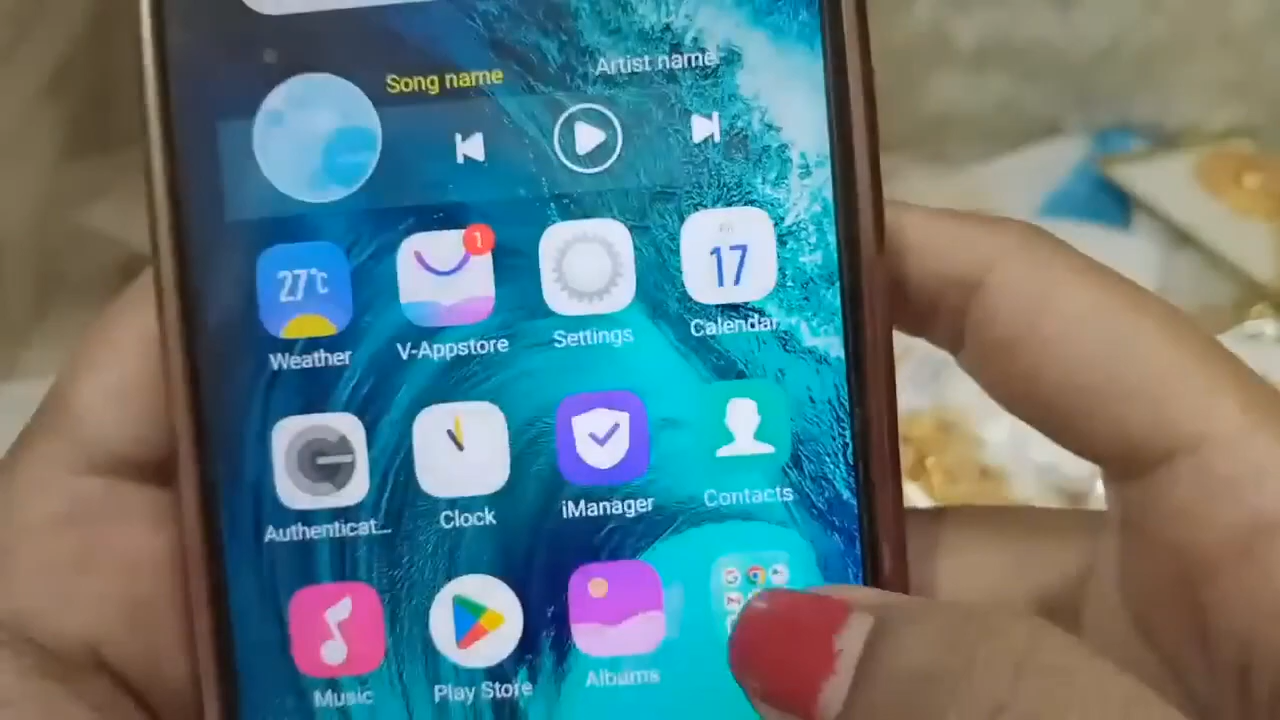 Song name
Artist name
27°C
1
Fri
17
Weather
V-Appstore
Settings
Calendar
Authenticat...
Clock
iManager
Contacts
Music
Play Store
Albums